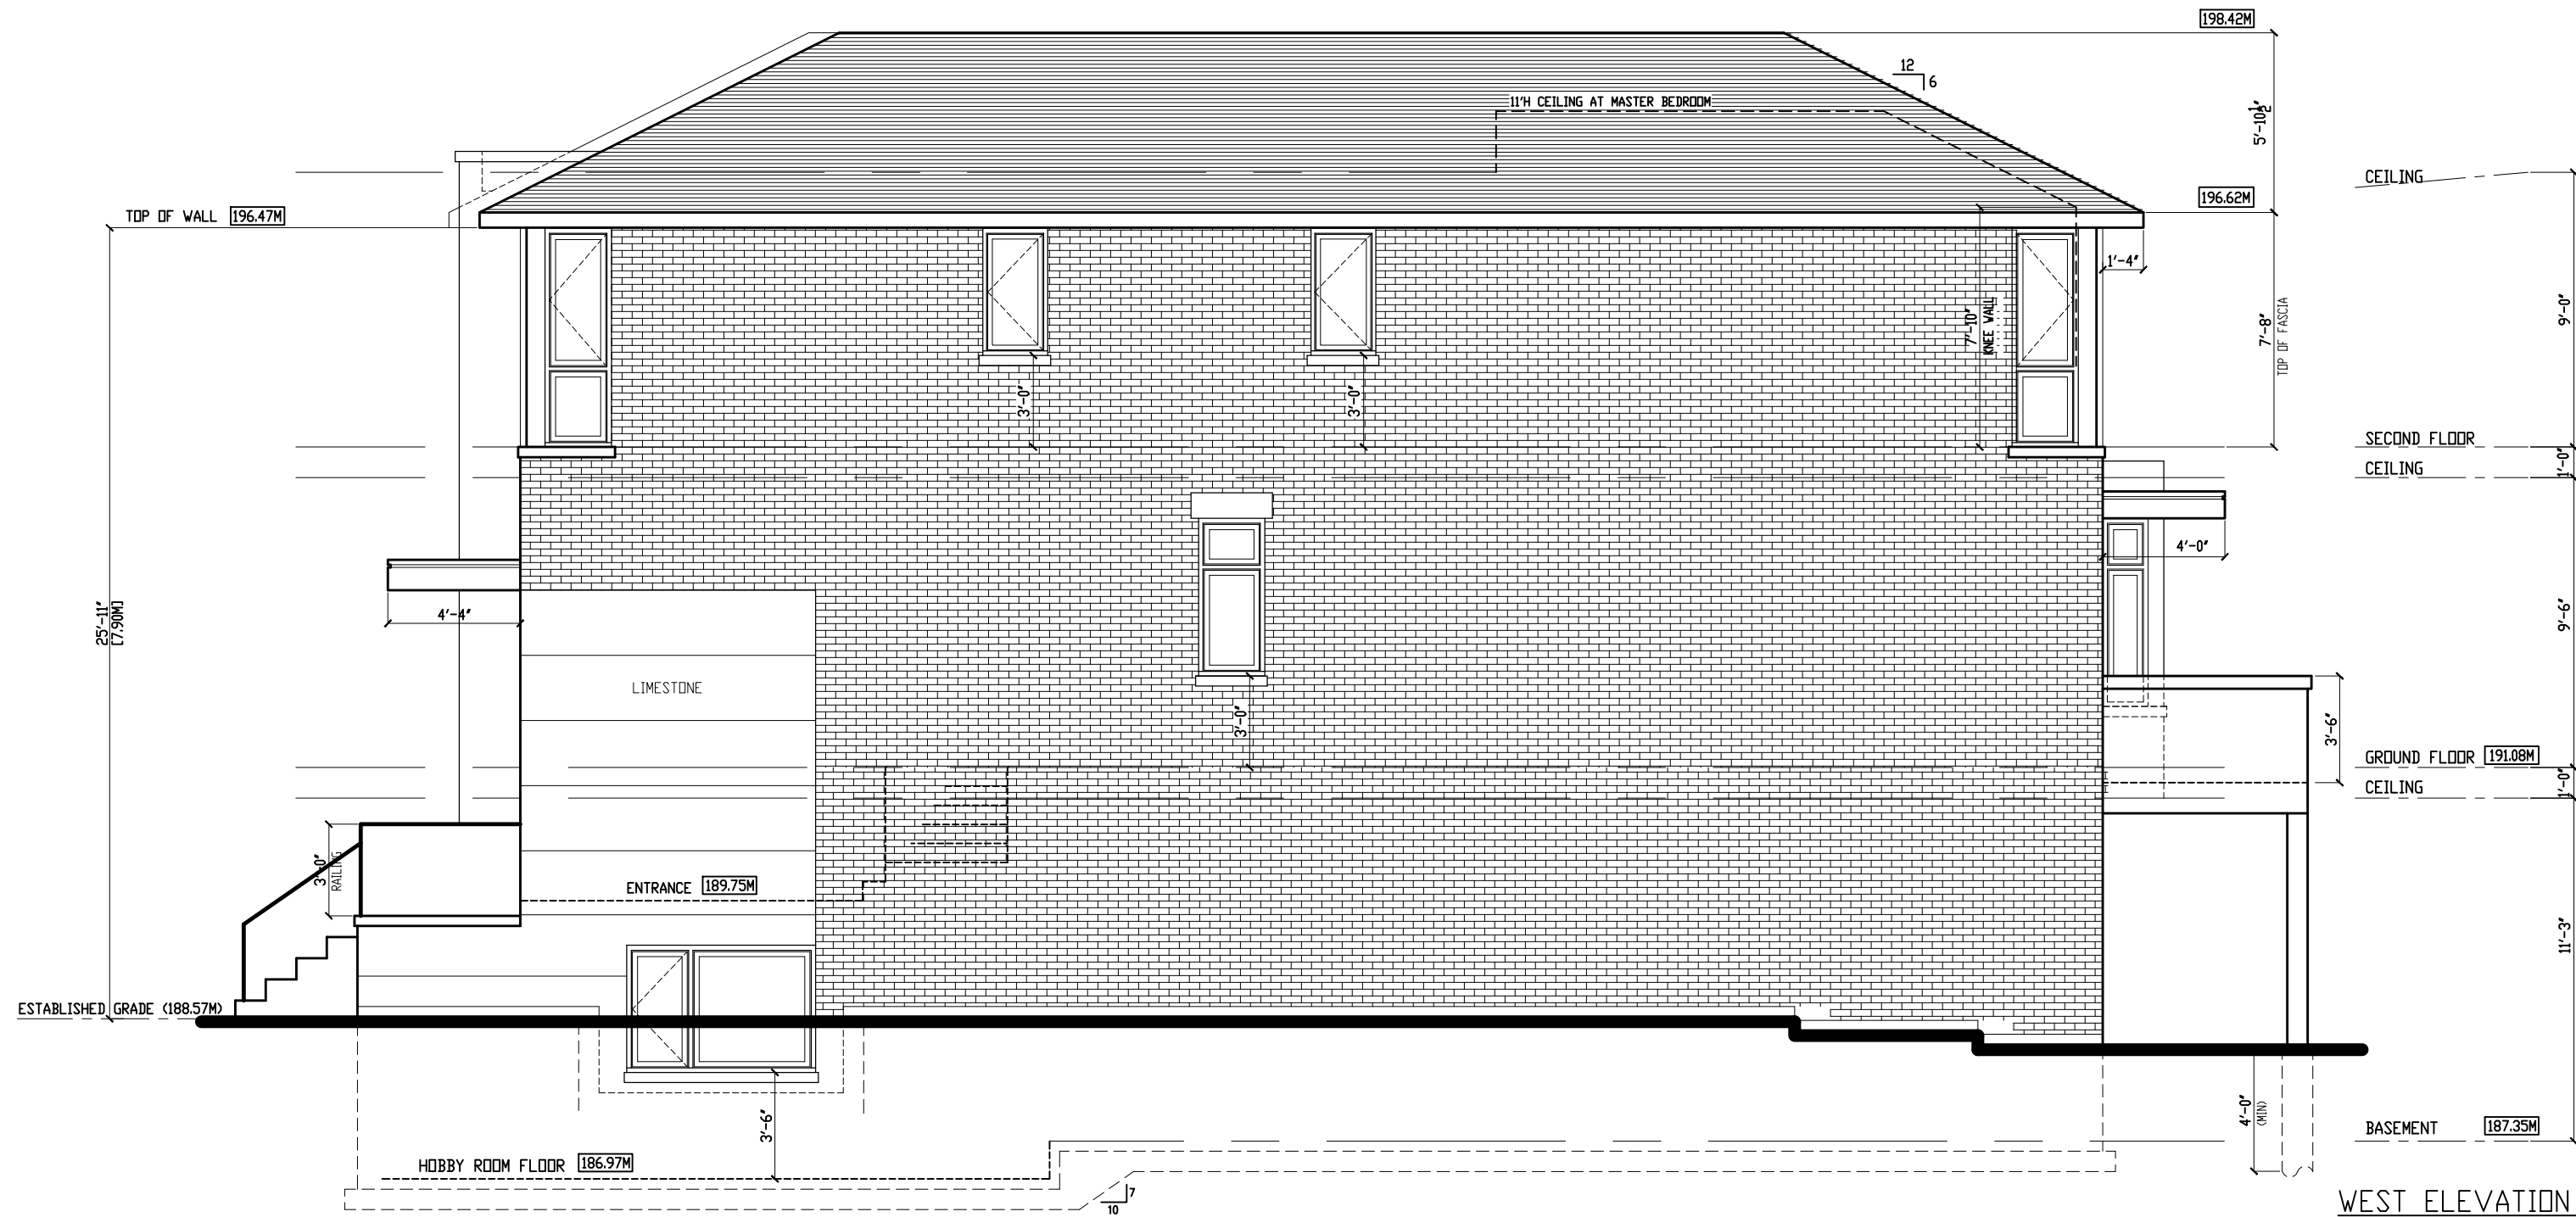 198.42M
12
6
11'H CEILING AT MASTER BEDROOM
5'-10 1/2"
CEILING
196.62M
TOP OF WALL 196.47M
1'-4"
9'-0"
7'-10"
KNEE WALL
7'-8"
TOP OF FASCIA
3'-0"
3'-0"
SECOND FLOOR
1'-0"
CEILING
4'-0"
25'-11"
[7.90M]
4'-4"
9'-6"
LIMESTONE
3'-0"
3'-6"
GROUND FLOOR 191.08M
1'-0"
CEILING
3'-0"
RAILING
ENTRANCE 189.75M
11'-3"
ESTABLISHED GRADE (188.57M)
3'-6"
4'-0"
(MIN)
BASEMENT 187.35M
HOBBY ROOM FLOOR 186.97M
7
10
WEST ELEVATION